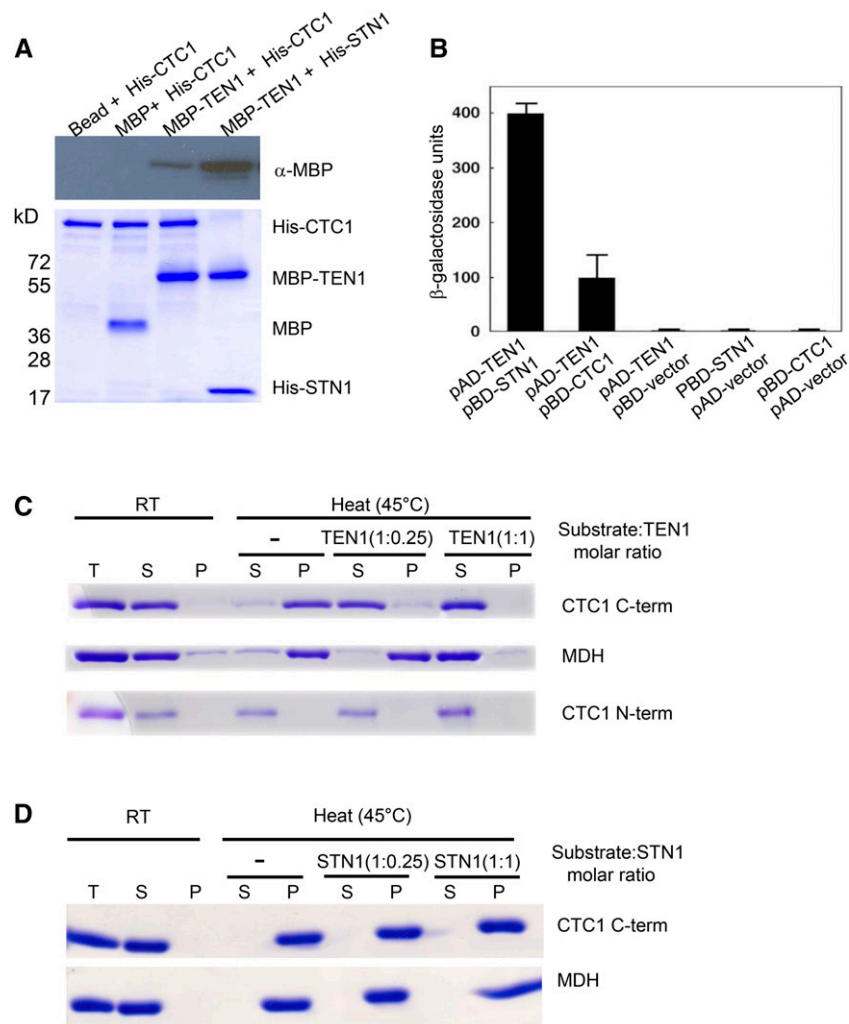 A
Bead + His-CTC1
MBP+ His-CTC1
MBP-TEN1 + His-CTC1
MBP-TEN1 + His-STN1
α-MBP
kD
His-CTC1
72
55
MBP-TEN1
MBP
36
28
His-STN1
17
B
β-galactosidase units
400
300
200
100
0
pAD-TEN1
pBD-STN1
pAD-TEN1
pBD-CTC1
pAD-TEN1
pBD-vector
PBD-STN1
pAD-vector
pBD-CTC1
pAD-vector
C
RT
Heat (45°C)
- TEN1(1:0.25) TEN1(1:1)
Substrate:TEN1
molar ratio
T S P S P S P S P
CTC1 C-term
MDH
CTC1 N-term
D
RT
Heat (45°C)
- STN1(1:0.25) STN1(1:1)
Substrate:STN1
molar ratio
T S P S P S P S P
CTC1 C-term
MDH